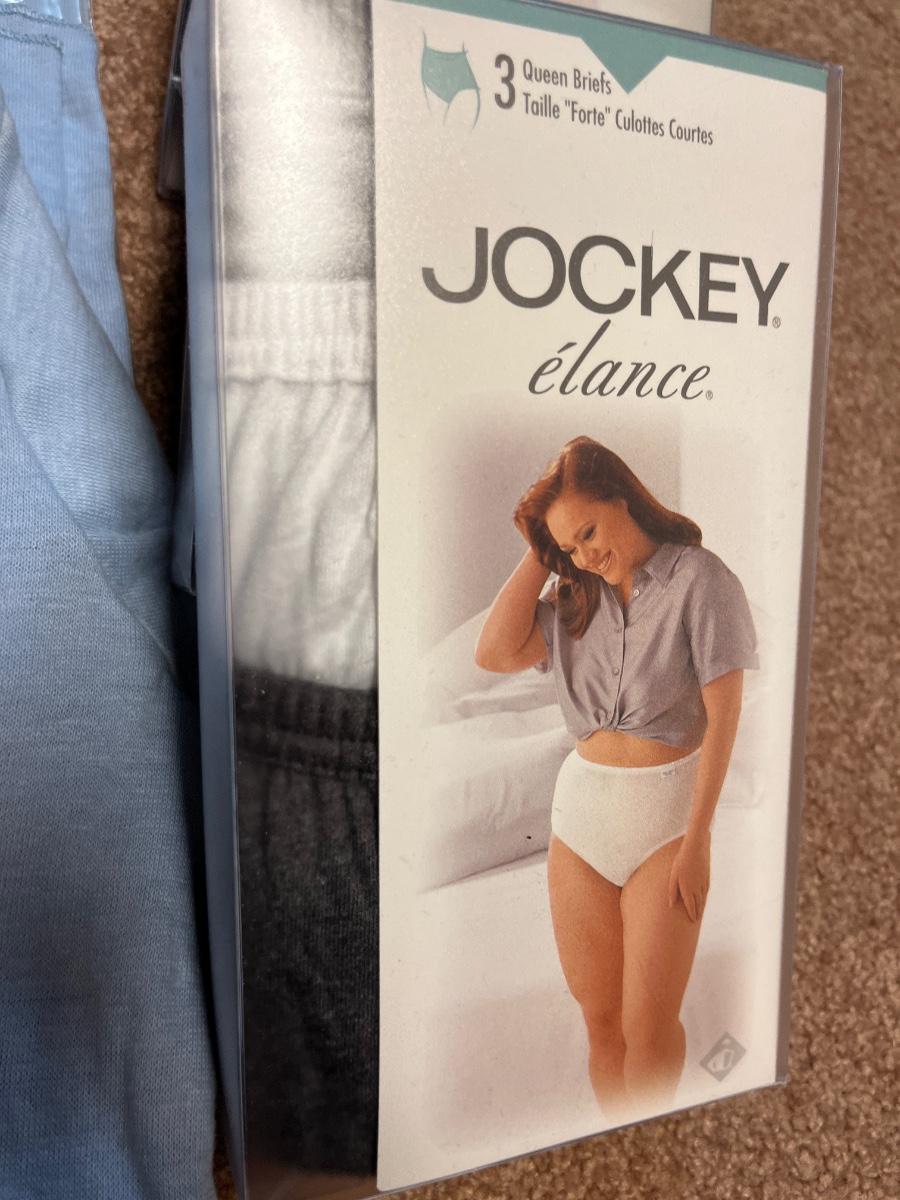 3
Queen Briefs
Taille "Forte" Culottes Courtes
JOCKEY®
élance®